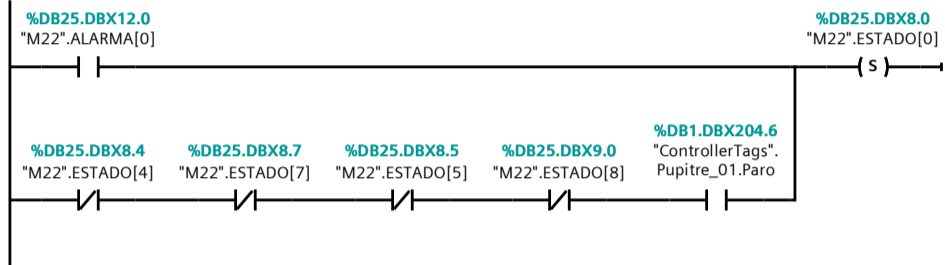 %DB25.DBX12.0
"M22".ALARMA[0]
%DB25.DBX8.0
"M22".ESTADO[0]
S
%DB25.DBX8.4
"M22".ESTADO[4]
%DB25.DBX8.7
"M22".ESTADO[7]
%DB25.DBX8.5
"M22".ESTADO[5]
%DB25.DBX9.0
"M22".ESTADO[8]
%DB1.DBX204.6
"ControllerTags".
Pupitre_01.Paro